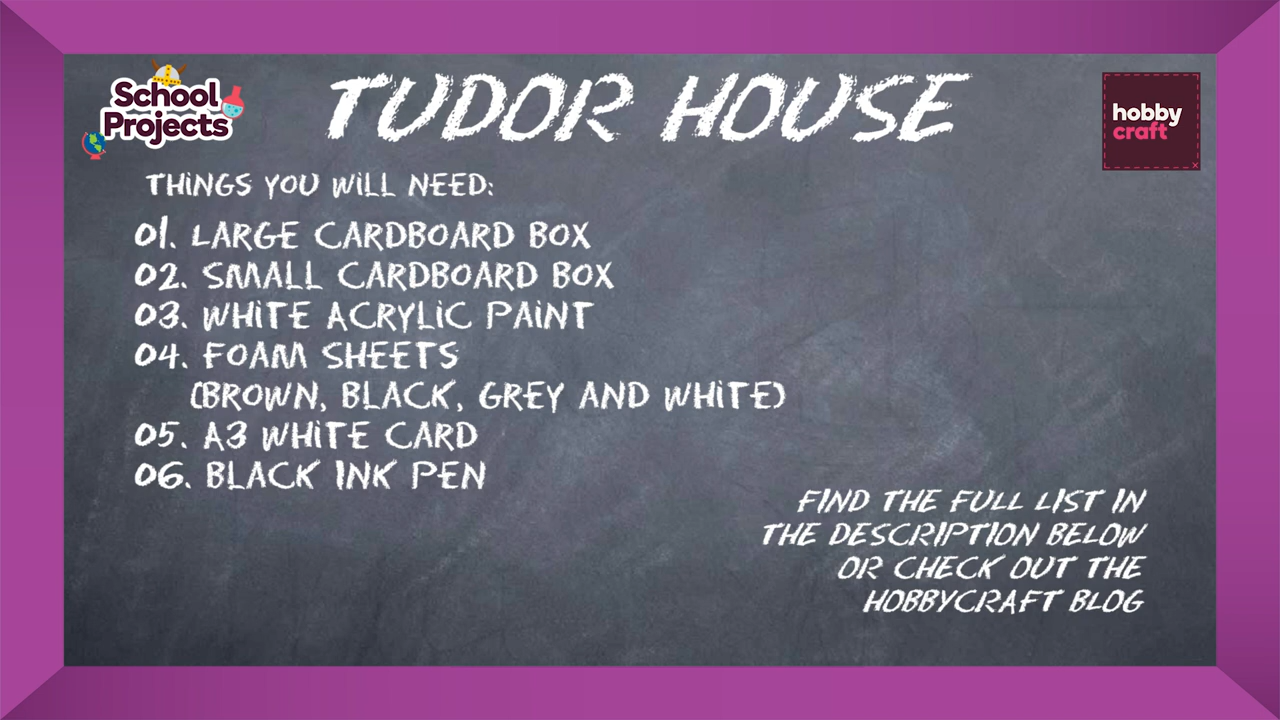 School
Projects
TUDOR HOUSE
hobby
craft
THiNGS YOU WiLL NEED:
01. LARGE CARDBOARD BOX
02. SMALL CARDBOARD BOX
03. WHiTE ACRYLiC PAiNT
04. FOAM SHEETS
(BROWN, BLACK, GREY AND WHiTE)
05. A3 WHiTE CARD
06. BLACK INK PEN
FIND THE FULL LIST IN
THE DESCRIPTION BELOW
OR CHECK OUT THE
HOBBYCRAFT BLOG